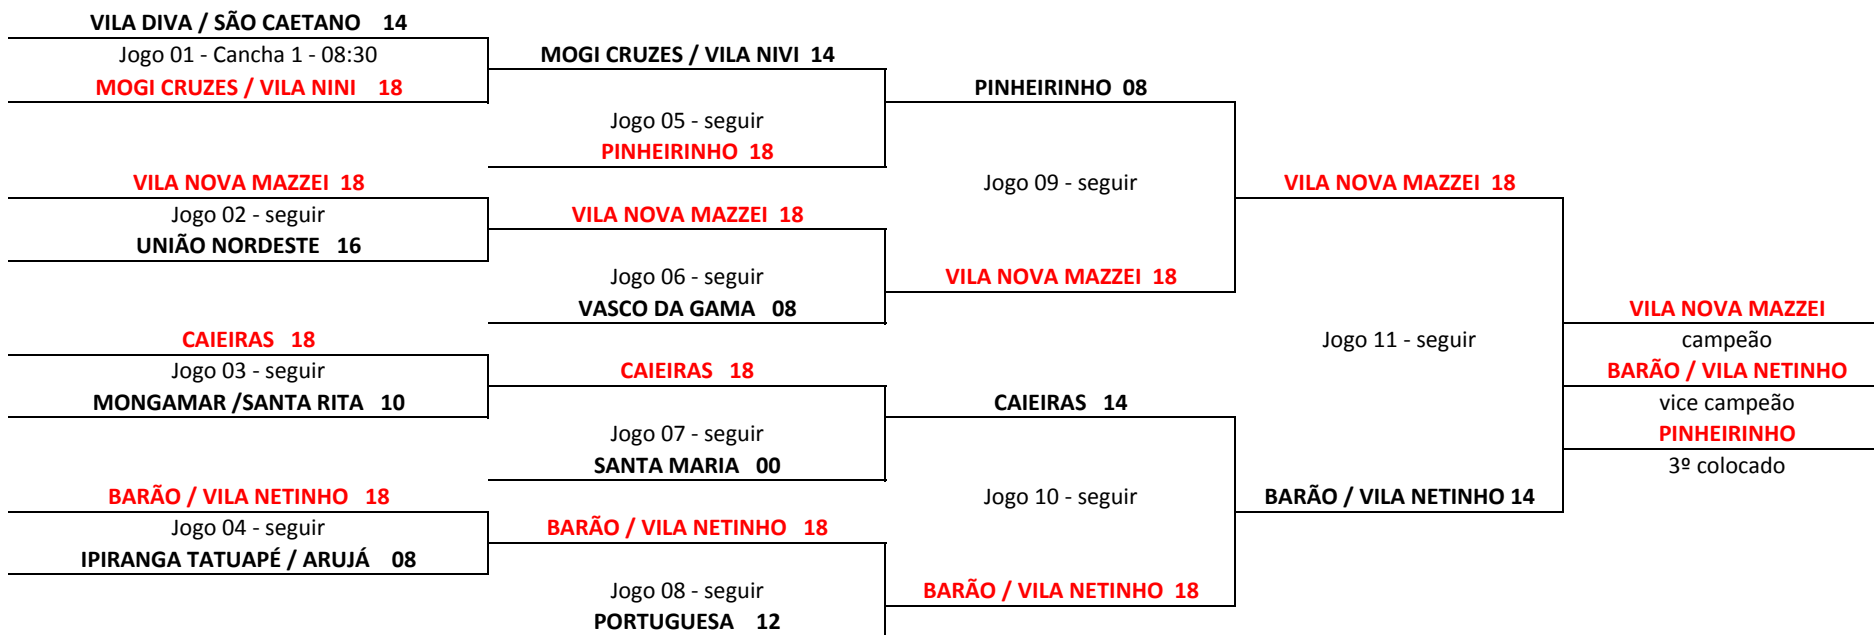 VILA DIVA / SÃO CAETANO 14
Jogo 01 - Cancha 1 - 08:30
MOGI CRUZES / VILA NINI 18
VILA NOVA MAZZEI 18
Jogo 02 - seguir
UNIÃO NORDESTE 16
CAIEIRAS 18
Jogo 03 - seguir
MONGAMAR /SANTA RITA 10
BARÃO / VILA NETINHO 18
Jogo 04 - seguir
IPIRANGA TATUAPÉ / ARUJÁ 08
MOGI CRUZES / VILA NIVI 14
Jogo 05 - seguir
PINHEIRINHO 18
VILA NOVA MAZZEI 18
Jogo 06 - seguir
VASCO DA GAMA 08
CAIEIRAS 18
Jogo 07 - seguir
SANTA MARIA 00
BARÃO / VILA NETINHO 18
Jogo 08 - seguir
PORTUGUESA 12
PINHEIRINHO 08
Jogo 09 - seguir
VILA NOVA MAZZEI 18
CAIEIRAS 14
Jogo 10 - seguir
BARÃO / VILA NETINHO 18
VILA NOVA MAZZEI 18
Jogo 11 - seguir
BARÃO / VILA NETINHO 14
VILA NOVA MAZZEI
campeão
BARÃO / VILA NETINHO
vice campeão
PINHEIRINHO
3º colocado